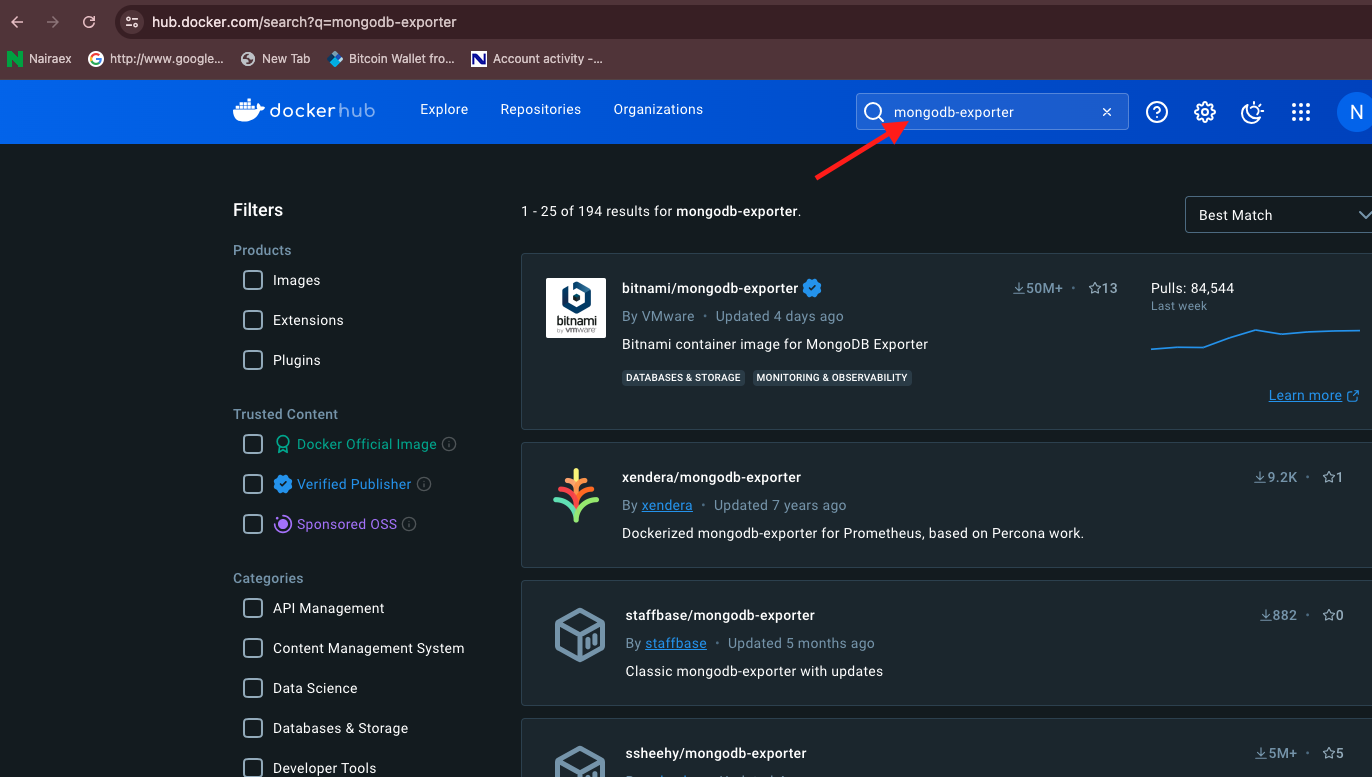 hub.docker.com/search?q=mongodb-exporter
Nairaex
http://www.google...
New Tab
Bitcoin Wallet fro...
Account activity -...
dockerhub
Explore
Repositories
Organizations
mongodb-exporter
N
Filters
Products
Images
Extensions
Plugins
Trusted Content
Docker Official Image
Verified Publisher
Sponsored OSS
Categories
API Management
Content Management System
Data Science
Databases & Storage
Developer Tools
1 - 25 of 194 results for mongodb-exporter.
Best Match
bitnami
by vmware
bitnami/mongodb-exporter
50M+ • 13
By VMware • Updated 4 days ago
Bitnami container image for MongoDB Exporter
DATABASES & STORAGE
MONITORING & OBSERVABILITY
Pulls: 84,544
Last week
Learn more
xendera/mongodb-exporter
9.2K • 1
By xendera • Updated 7 years ago
Dockerized mongodb-exporter for Prometheus, based on Percona work.
staffbase/mongodb-exporter
882 • 0
By staffbase • Updated 5 months ago
Classic mongodb-exporter with updates
ssheehy/mongodb-exporter
5M+ • 5